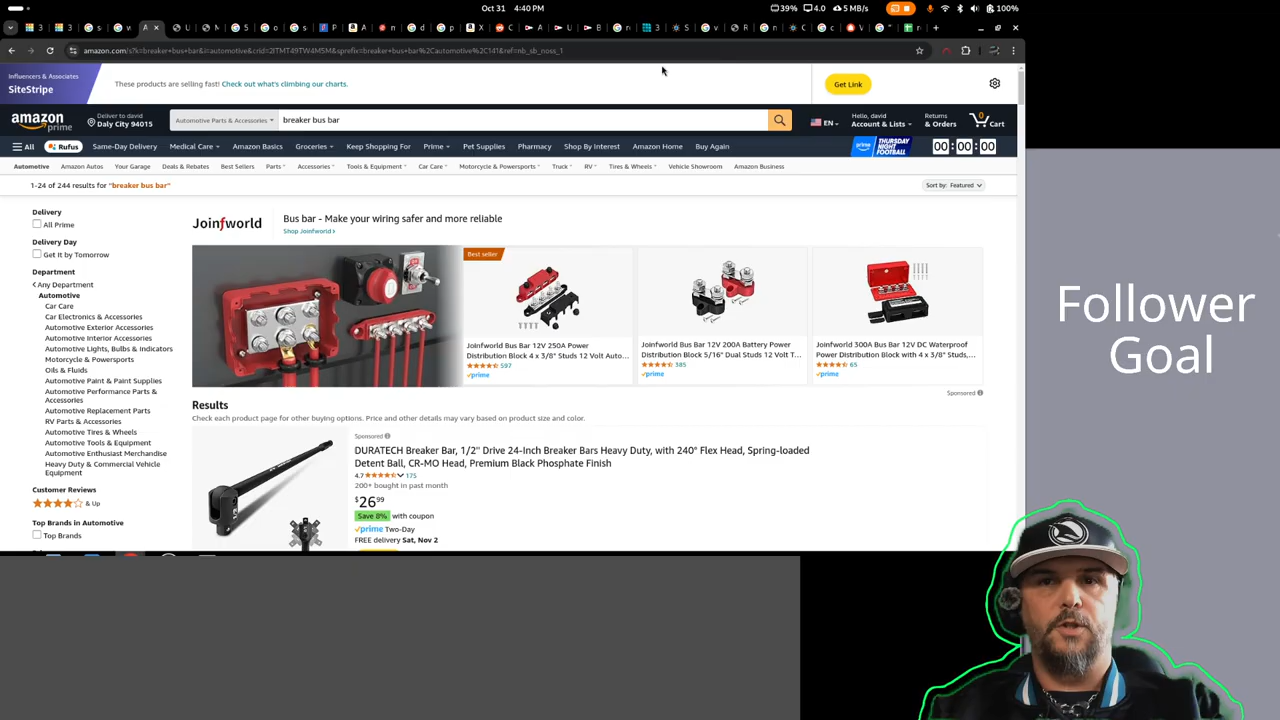 Oct 31 4:40 PM
39% 4.0 5 MB/s
100%
amazon.com/s?k=breaker+bus+bar&i=automotive&crid=2ITMT49TW4M5M&sprefix=breaker+bus+bar%2Cautomotive%2C141&ref=nb_sb_noss_1
Influencers & Associates
SiteStripe
These products are selling fast! Check out what's climbing our charts.
Get Link
amazon
prime
Deliver to david
Daly City 94015
Automotive Parts & Accessories
breaker bus bar
EN
Hello, david
Account & Lists
Returns
& Orders
0
Cart
All
Rufus
Same-Day Delivery
Medical Care
Amazon Basics
Groceries
Keep Shopping For
Prime
Pet Supplies
Pharmacy
Shop By Interest
Amazon Home
Buy Again
prime THURSDAY NIGHT FOOTBALL
00:00:00
Automotive
Amazon Autos
Your Garage
Deals & Rebates
Best Sellers
Parts
Accessories
Tools & Equipment
Car Care
Motorcycle & Powersports
Truck
RV
Tires & Wheels
Vehicle Showroom
Amazon Business
1-24 of 244 results for "breaker bus bar"
Sort by: Featured
Delivery
All Prime
Delivery Day
Get It by Tomorrow
Department
Any Department
Automotive
Car Care
Car Electronics & Accessories
Automotive Exterior Accessories
Automotive Interior Accessories
Automotive Lights, Bulbs & Indicators
Motorcycle & Powersports
Oils & Fluids
Automotive Paint & Paint Supplies
Automotive Performance Parts &
Accessories
Automotive Replacement Parts
RV Parts & Accessories
Automotive Tires & Wheels
Automotive Tools & Equipment
Automotive Enthusiast Merchandise
Heavy Duty & Commercial Vehicle
Equipment
Customer Reviews
& Up
Top Brands in Automotive
Top Brands
Joinfworld
Bus bar - Make your wiring safer and more reliable
Shop Joinfworld
Best seller
Joinfworld Bus Bar 12V 250A Power
Distribution Block 4 x 3/8" Studs 12 Volt Auto...
597
prime
Joinfworld Bus Bar 12V 200A Battery Power
Distribution Block 5/16" Dual Studs 12 Volt T...
385
prime
Joinfworld 300A Bus Bar 12V DC Waterproof
Power Distribution Block with 4 x 3/8" Studs,...
65
prime
Sponsored
Results
Check each product page for other buying options. Price and other details may vary based on product size and color.
Sponsored
DURATECH Breaker Bar, 1/2" Drive 24-Inch Breaker Bars Heavy Duty, with 240° Flex Head, Spring-loaded
Detent Ball, CR-MO Head, Premium Black Phosphate Finish
4.7 175
200+ bought in past month
$26.99
Save 8% with coupon
prime Two-Day
FREE delivery Sat, Nov 2
Follower
Goal